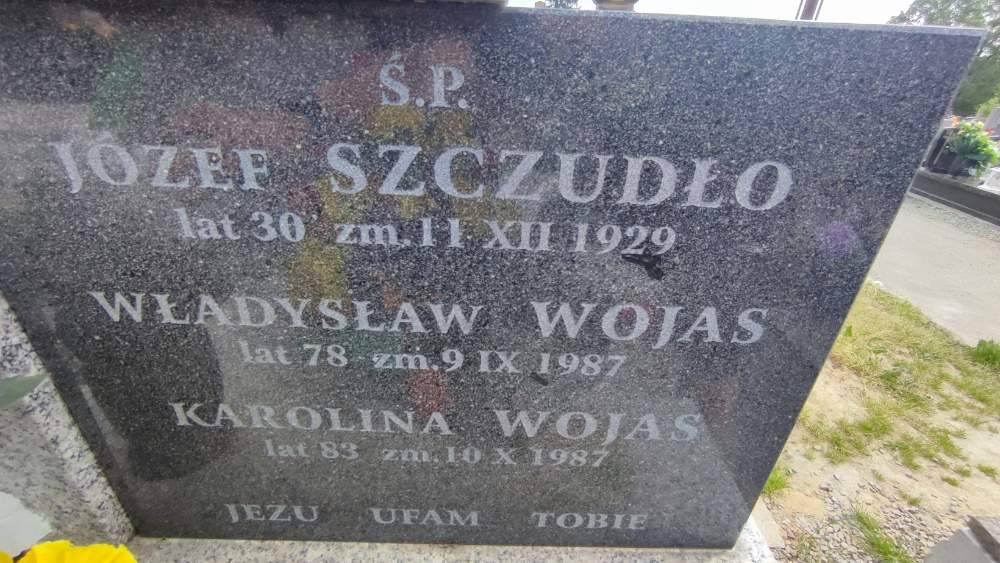 Ś.P.
JÓZEF SZCZUDŁO
lat 30 zm.11 XII 1929
WŁADYSŁAW WOJAS
lat 78 zm.9 IX 1987
KAROLINA WOJAS
lat 83 zm.10 X 1987
JEZU UFAM TOBIE